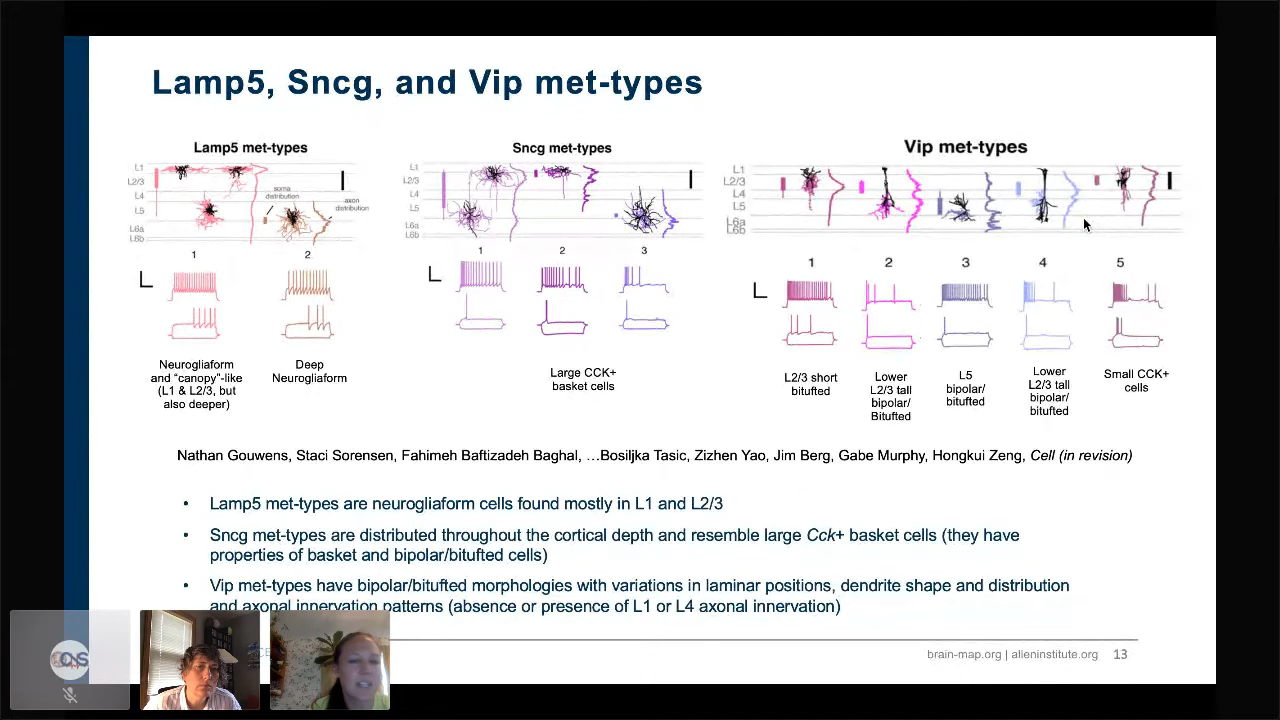 Lamp5, Sncg, and Vip met-types
Lamp5 met-types
L1
L2/3
L4
L5
L6a
L6b
soma
distribution
axon
distribution
1
2
Neurogliaform
and "canopy"-like
(L1 & L2/3, but
also deeper)
Deep
Neurogliaform
Sncg met-types
L1
L2/3
L4
L5
L6a
L6b
1
2
3
Large CCK+
basket cells
Vip met-types
L1
L2/3
L4
L5
L6a
L6b
1
2
3
4
5
L2/3 short
bitufted
Lower
L2/3 tall
bipolar/
Bitufted
L5
bipolar/
bitufted
Lower
L2/3 tall
bipolar/
bitufted
Small CCK+
cells
Nathan Gouwens, Staci Sorensen, Fahimeh Baftizadeh Baghal, …Bosiljka Tasic, Zizhen Yao, Jim Berg, Gabe Murphy, Hongkui Zeng, Cell (in revision)
• Lamp5 met-types are neurogliaform cells found mostly in L1 and L2/3
• Sncg met-types are distributed throughout the cortical depth and resemble large Cck+ basket cells (they have
properties of basket and bipolar/bitufted cells)
• Vip met-types have bipolar/bitufted morphologies with variations in laminar positions, dendrite shape and distribution
and axonal innervation patterns (absence or presence of L1 or L4 axonal innervation)
brain-map.org | alleninstitute.org 13